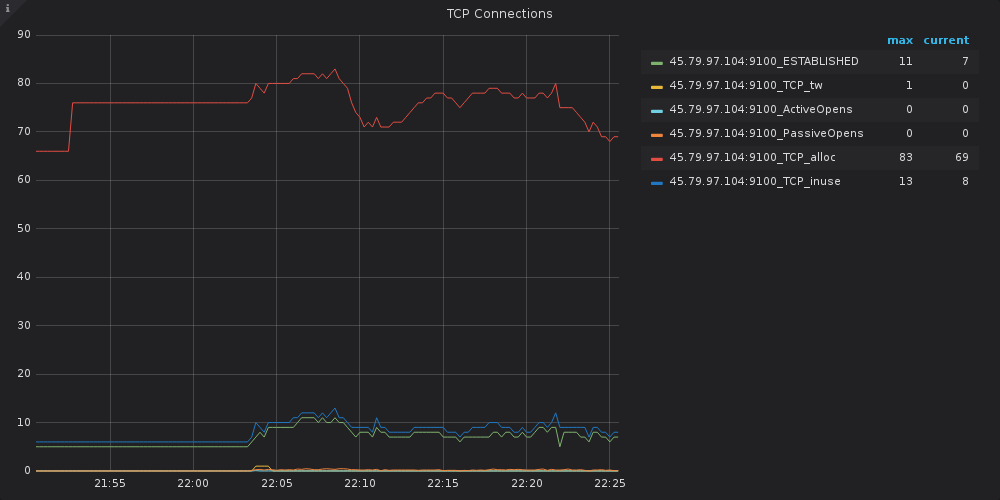 i
TCP Connections
90
80
70
60
50
40
30
20
10
0
21:55 22:00 22:05 22:10 22:15 22:20 22:25
max current
45.79.97.104:9100_ESTABLISHED 11 7
45.79.97.104:9100_TCP_tw 1 0
45.79.97.104:9100_ActiveOpens 0 0
45.79.97.104:9100_PassiveOpens 0 0
45.79.97.104:9100_TCP_alloc 83 69
45.79.97.104:9100_TCP_inuse 13 8